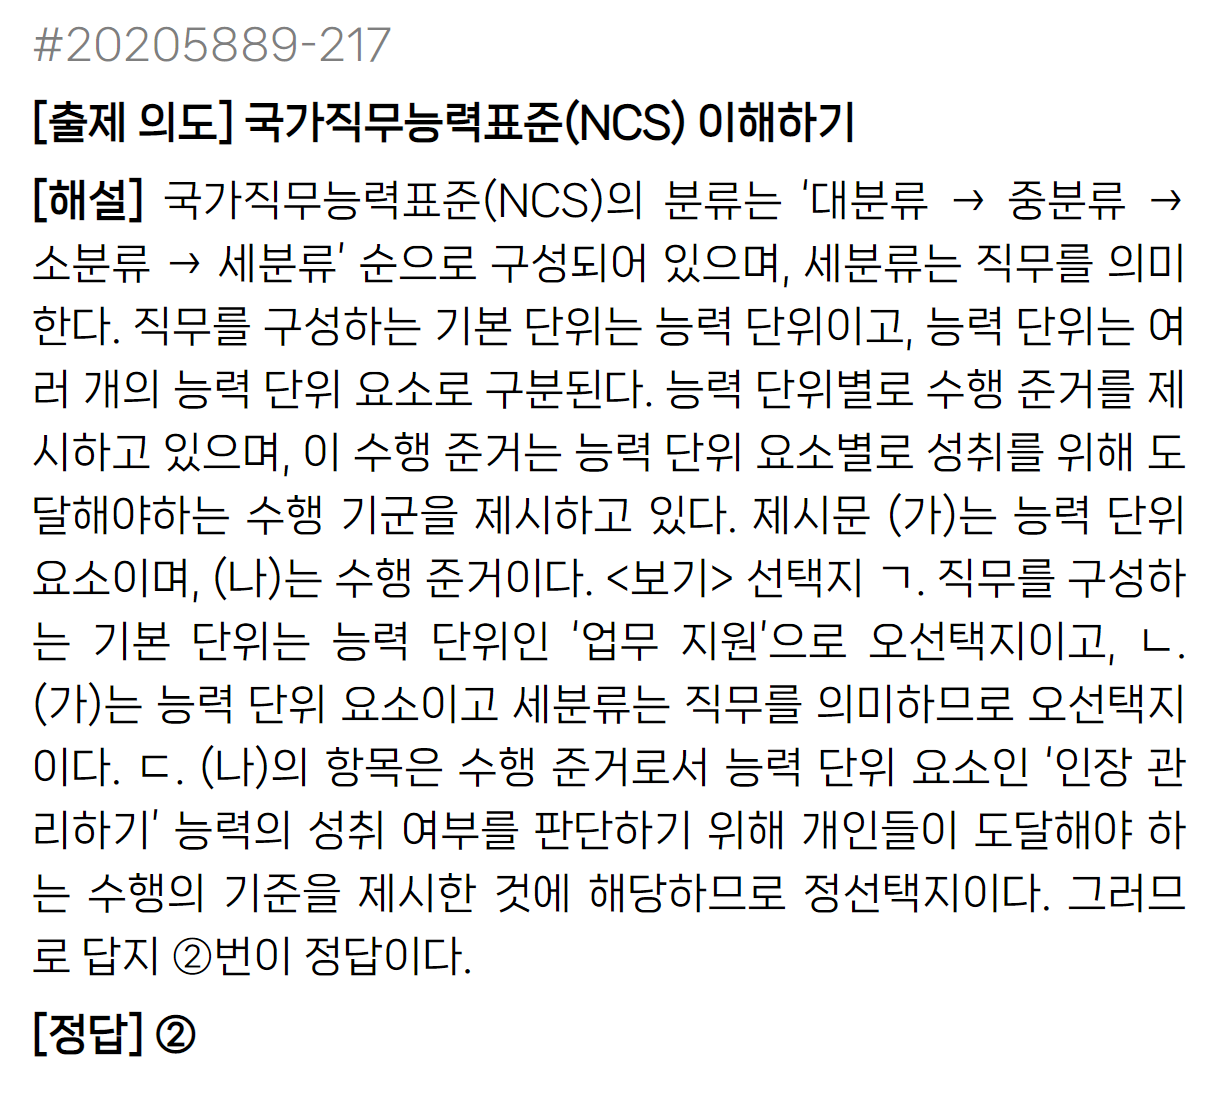 #20205889-217
[출제 의도] 국가직무능력표준(NCS) 이해하기
[해설] 국가직무능력표준(NCS)의 분류는 '대분류 → 중분류 →
소분류 → 세분류' 순으로 구성되어 있으며, 세분류는 직무를 의미
한다. 직무를 구성하는 기본 단위는 능력 단위이고, 능력 단위는 여
러 개의 능력 단위 요소로 구분된다. 능력 단위별로 수행 준거를 제
시하고 있으며, 이 수행 준거는 능력 단위 요소별로 성취를 위해 도
달해야하는 수행 기군을 제시하고 있다. 제시문 (가)는 능력 단위
요소이며, (나)는 수행 준거이다. <보기> 선택지 ㄱ. 직무를 구성하
는 기본 단위는 능력 단위인 '업무 지원'으로 오선택지이고, ㄴ.
(가)는 능력 단위 요소이고 세분류는 직무를 의미하므로 오선택지
이다. ㄷ. (나)의 항목은 수행 준거로서 능력 단위 요소인 '인장 관
리하기' 능력의 성취 여부를 판단하기 위해 개인들이 도달해야 하
는 수행의 기준을 제시한 것에 해당하므로 정선택지이다. 그러므
로 답지 ②번이 정답이다.
[정답] ②